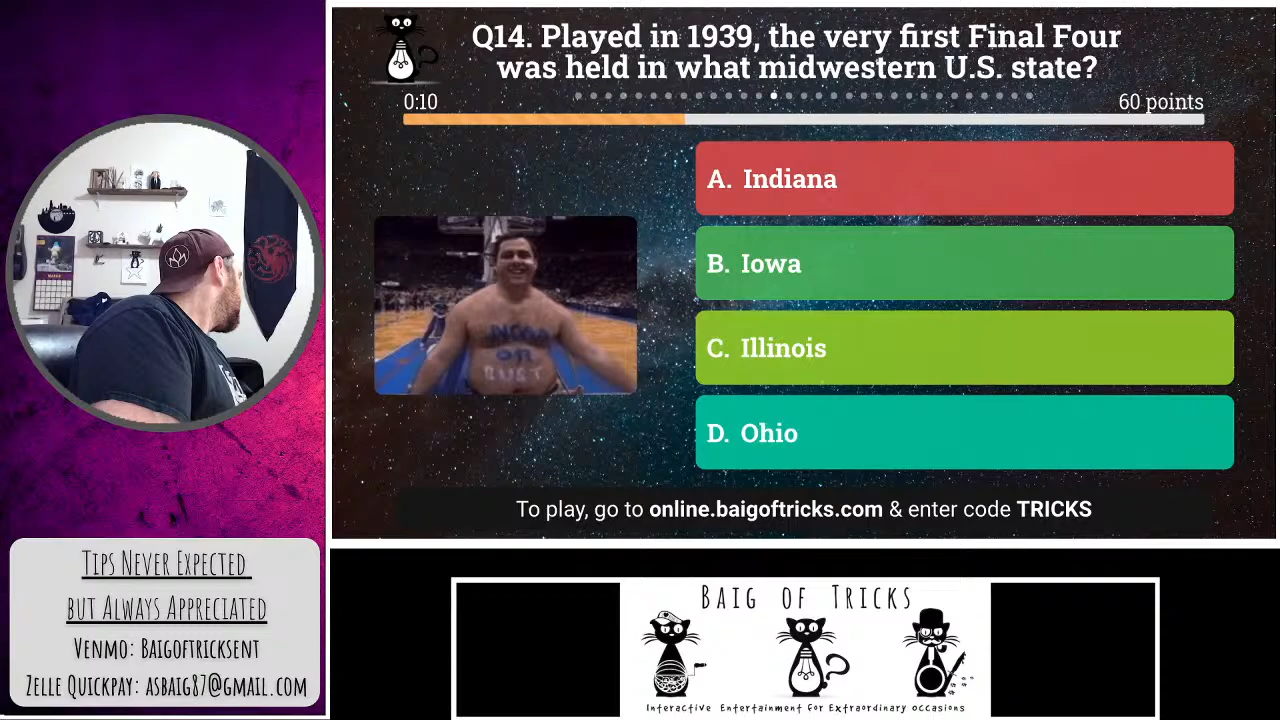 Q14. Played in 1939, the very first Final Four
was held in what midwestern U.S. state?
0:10
60 points
A. Indiana
B. Iowa
C. Illinois
D. Ohio
OR
BUST
To play, go to online.baigoftricks.com & enter code TRICKS
Tips Never Expected
but Always Appreciated
Venmo: Baigoftricksent
Zelle Quickpay: asbaig87@gmail.com
Baig of Tricks
Interactive Entertainment for Extraordinary Occasions